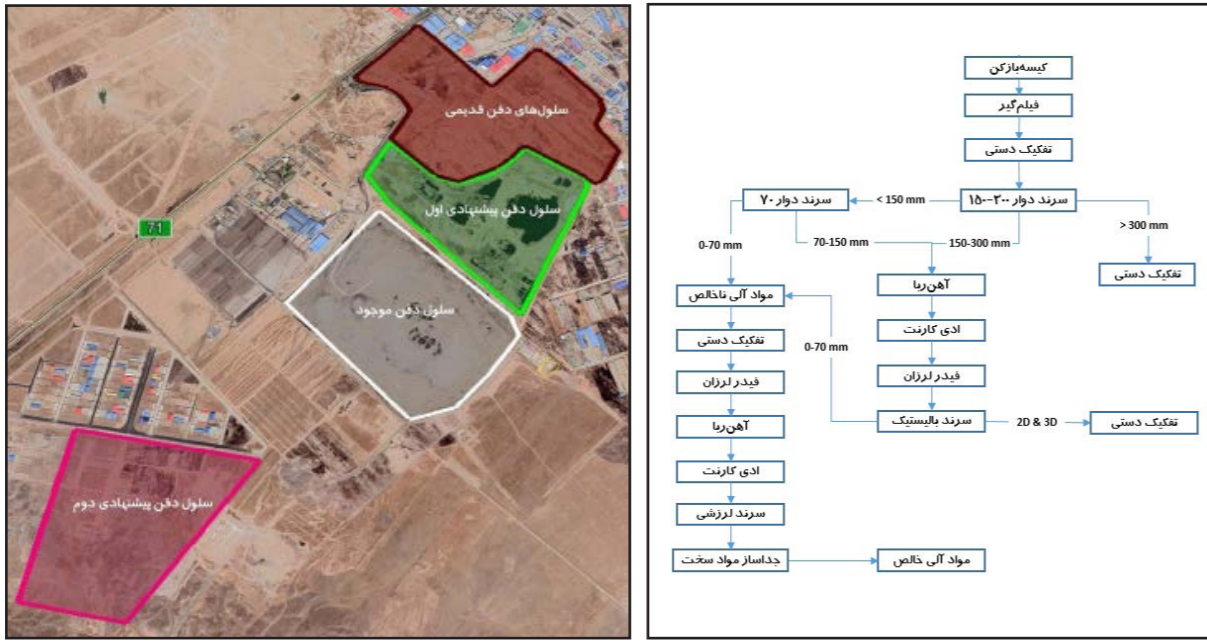 سلول‌های دفن قدیمی
سلول دفن پیشنهادی اول
71
سلول دفن موجود
سلول دفن پیشنهادی دوم
کیسه‌بازکن
فیلم‌گیر
تفکیک دستی
سرند دوار ۲۰۰-۱۵۰
< 150 mm
سرند دوار ۷۰
> 300 mm
150-300 mm
70-150 mm
0-70 mm
تفکیک دستی
آهن‌ربا
مواد آلی ناخالص
ادی کارنت
تفکیک دستی
0-70 mm
فیدر لرزان
فیدر لرزان
سرند بالیستیک
2D & 3D
تفکیک دستی
آهن‌ربا
ادی کارنت
سرند لرزشی
جداساز مواد سخت
مواد آلی خالص